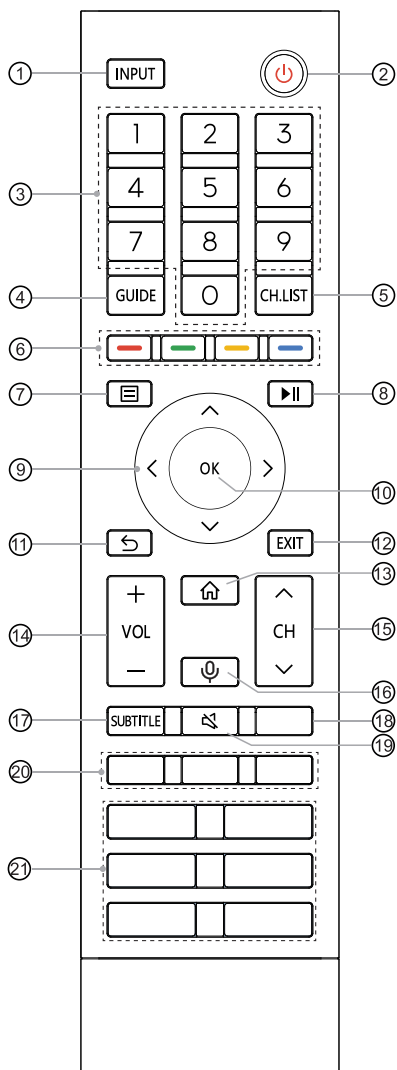 ① INPUT ②
1 2 3
③ 4 5 6
7 8 9
④ GUIDE 0 CH.LIST ⑤
⑥
⑦ ⑧
⑨ OK
⑩
⑪ EXIT ⑫
⑬
+
⑭ VOL CH ⑮
—
⑯
⑰ SUBTITLE ⑱
⑲
⑳
㉑